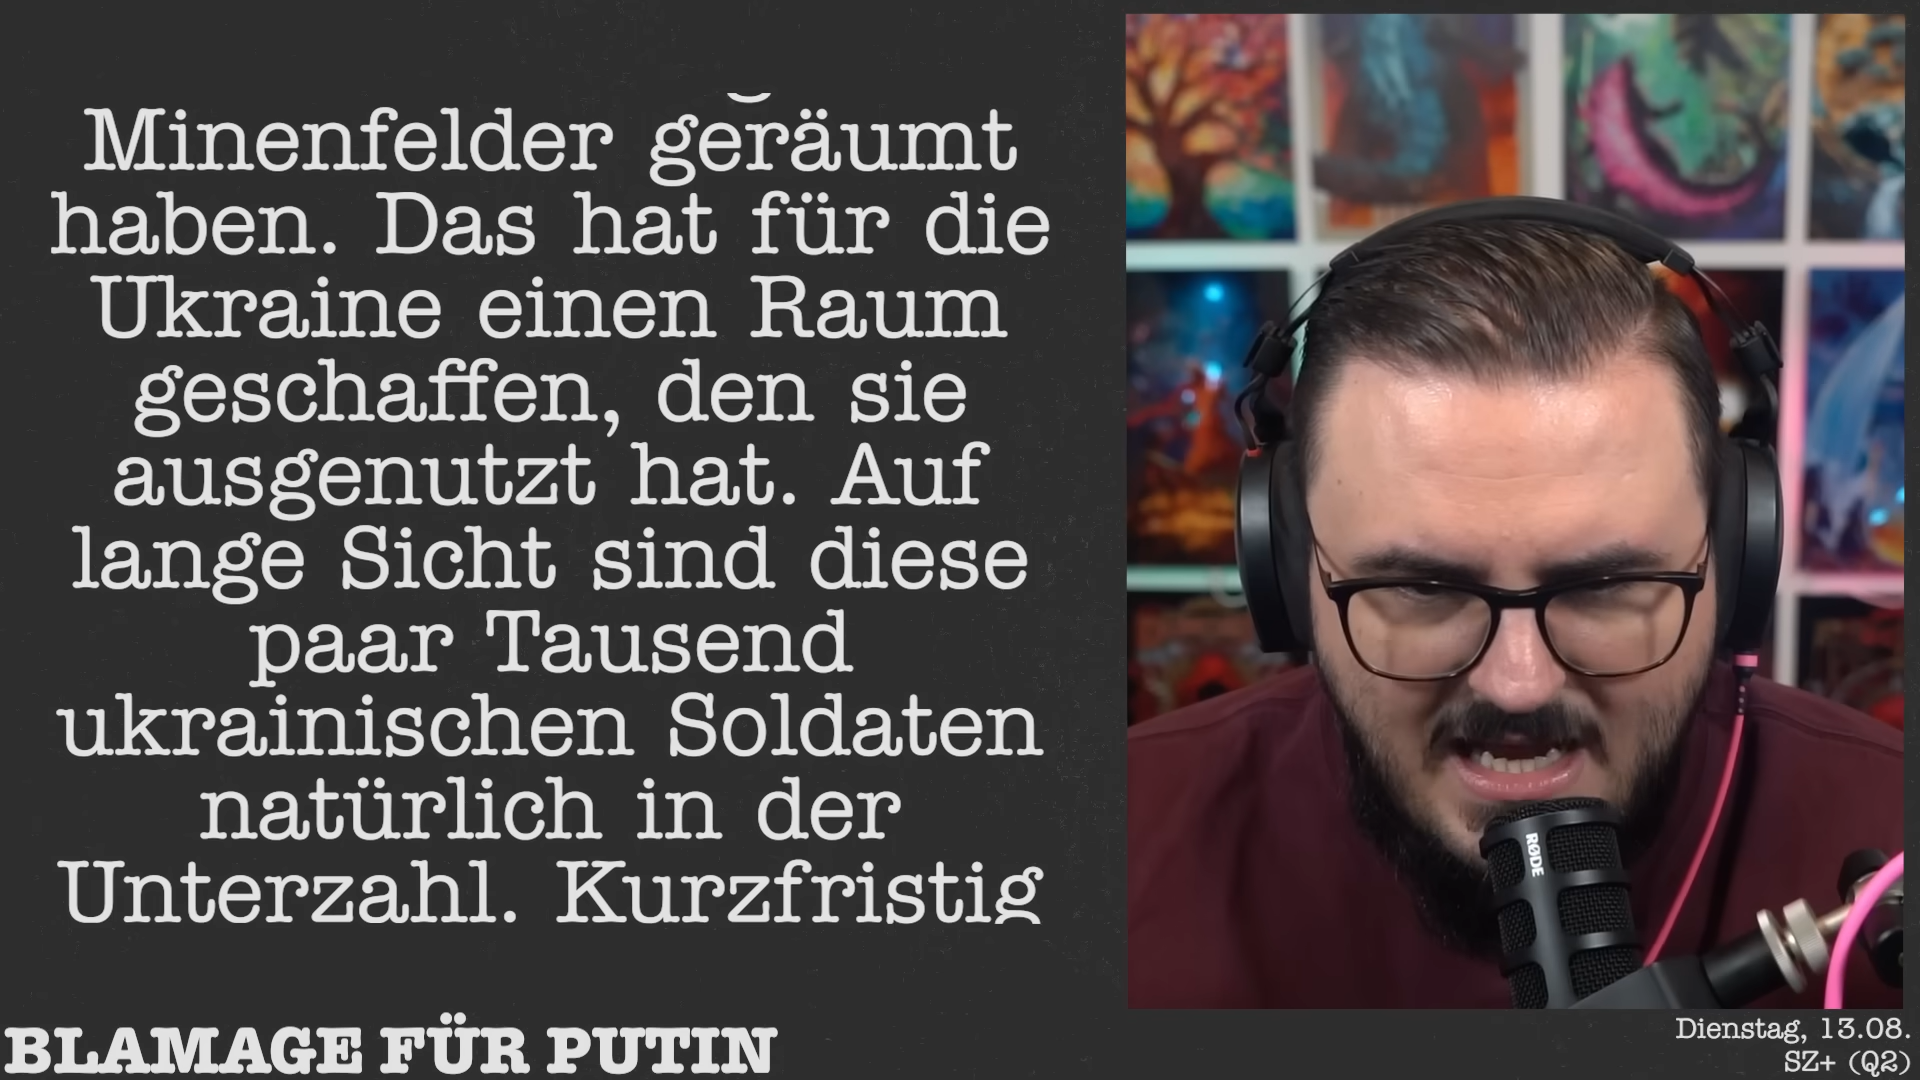 Minenfelder geräumt
haben. Das hat für die
Ukraine einen Raum
geschaffen, den sie
ausgenutzt hat. Auf
lange Sicht sind diese
paar Tausend
ukrainischen Soldaten
natürlich in der
Unterzahl. Kurzfristig
BLAMAGE FÜR PUTIN
RØDE
Dienstag, 13.08.
SZ+ (Q2)